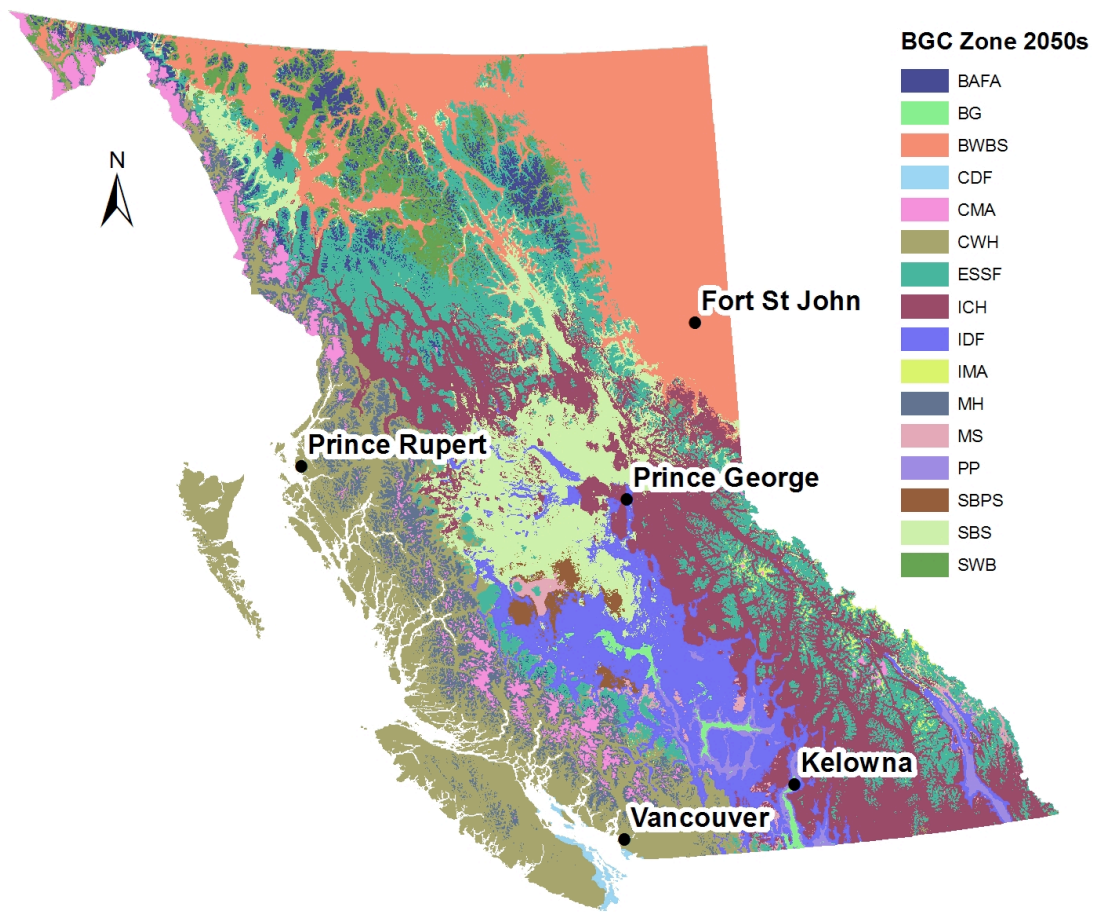 BGC Zone 2050s
BAFA
BG
BWBS
CDF
CMA
CWH
ESSF
ICH
IDF
IMA
MH
MS
PP
SBPS
SBS
SWB
N
Fort St John
Prince Rupert
Prince George
Kelowna
Vancouver